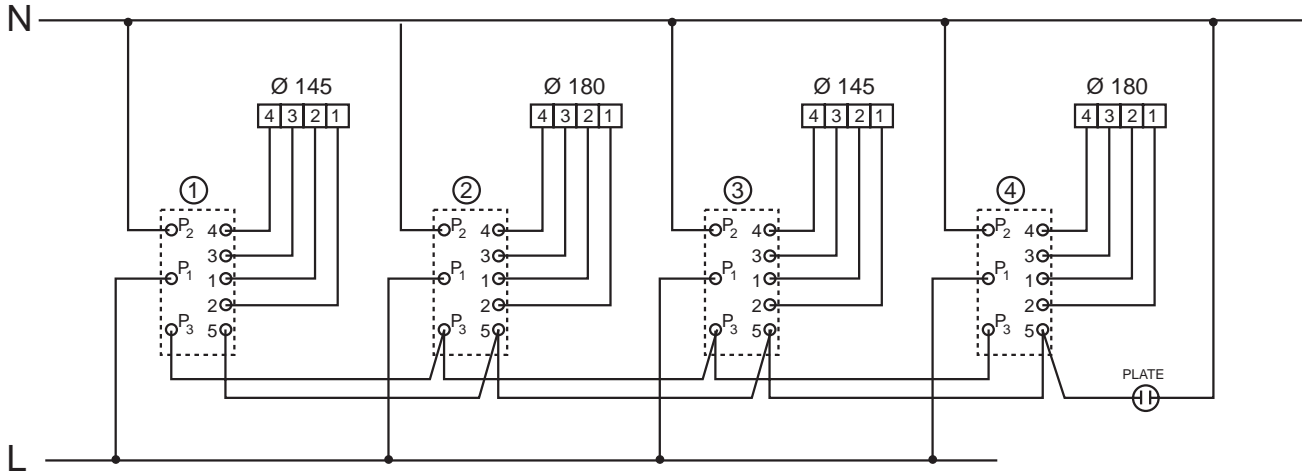 N
Ø 145 Ø 180 Ø 145 Ø 180
4 3 2 1 4 3 2 1 4 3 2 1 4 3 2 1
1 2 3 4
P2 4 P2 4 P2 4 P2 4
3 3 3 3
P1 1 P1 1 P1 1 P1 1
2 2 2 2
P3 5 P3 5 P3 5 P3 5
PLATE
L